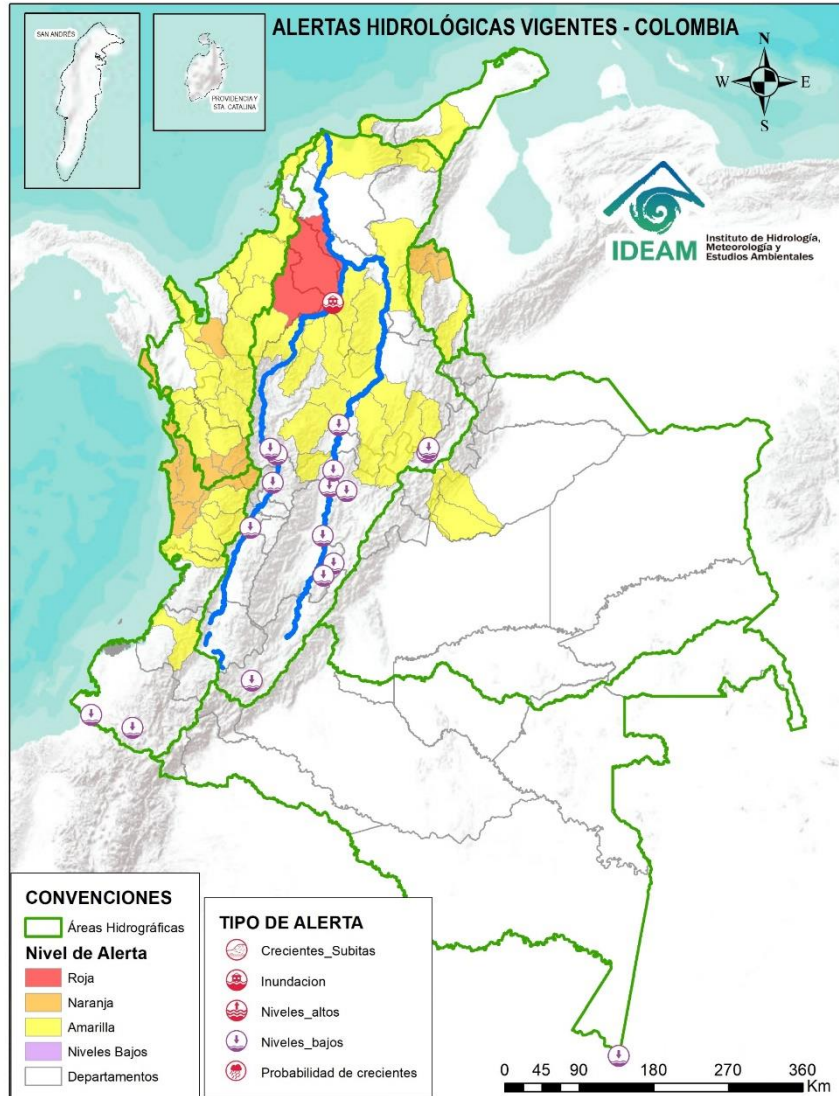 ALERTAS HIDROLÓGICAS VIGENTES - COLOMBIA
SAN ANDRÉS
PROVIDENCIA Y
STA. CATALINA
N
W
E
S
IDEAM
Instituto de Hidrología,
Meteorología y
Estudios Ambientales
CONVENCIONES
Áreas Hidrográficas
Nivel de Alerta
Roja
Naranja
Amarilla
Niveles Bajos
Departamentos
TIPO DE ALERTA
Crecientes_Subitas
Inundacion
Niveles_altos
Niveles_bajos
Probabilidad de crecientes
0 45 90 180 270 360
Km